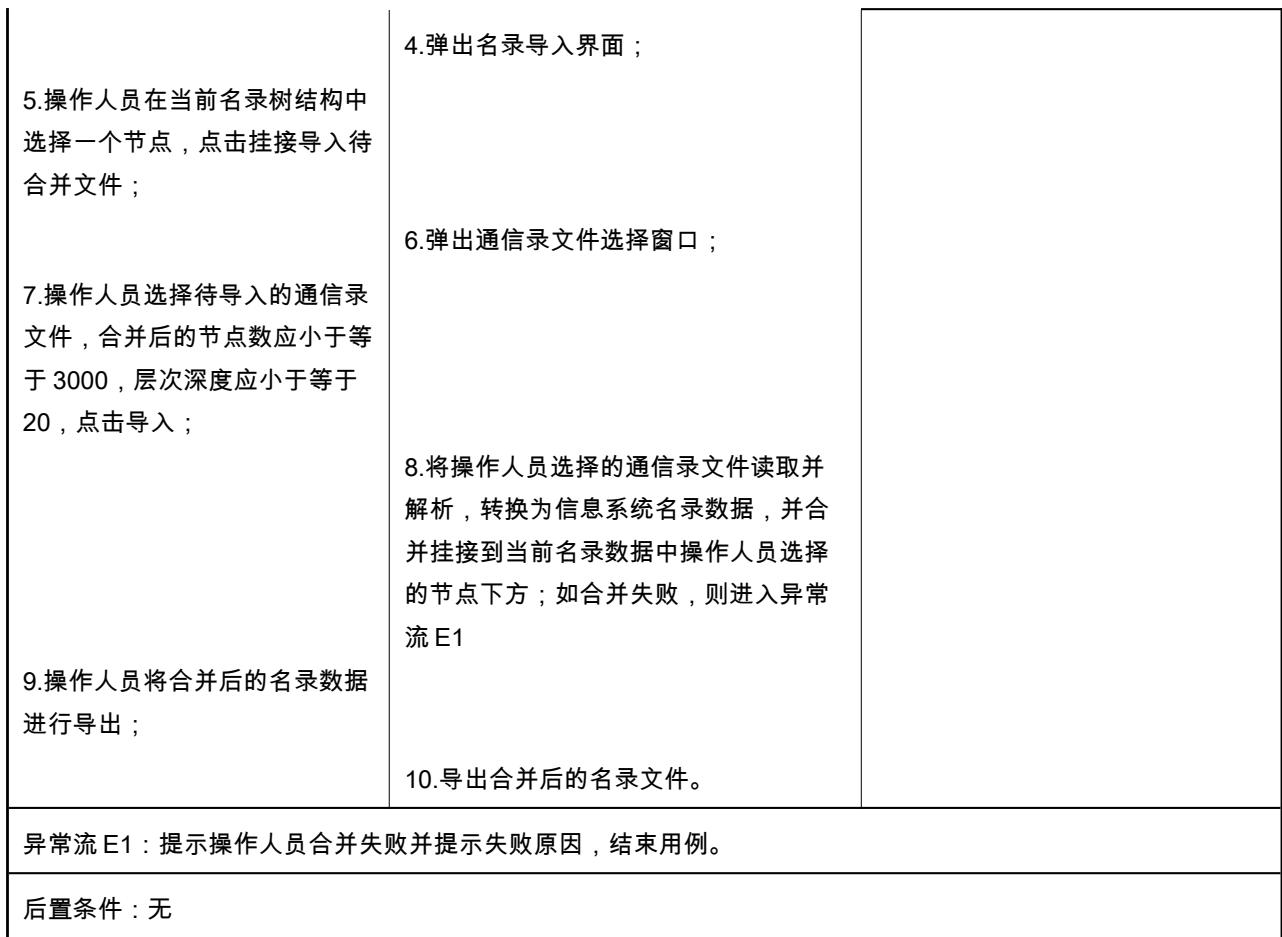 4.弹出名录导入界面；
5.操作人员在当前名录树结构中
选择一个节点，点击挂接导入待
合并文件；
6.弹出通信录文件选择窗口；
7.操作人员选择待导入的通信录
文件，合并后的节点数应小于等
于 3000，层次深度应小于等于
20，点击导入；
8.将操作人员选择的通信录文件读取并
解析，转换为信息系统名录数据，并合
并挂接到当前名录数据中操作人员选择
的节点下方；如合并失败，则进入异常
流 E1
9.操作人员将合并后的名录数据
进行导出；
10.导出合并后的名录文件。
异常流 E1：提示操作人员合并失败并提示失败原因，结束用例。
后置条件：无